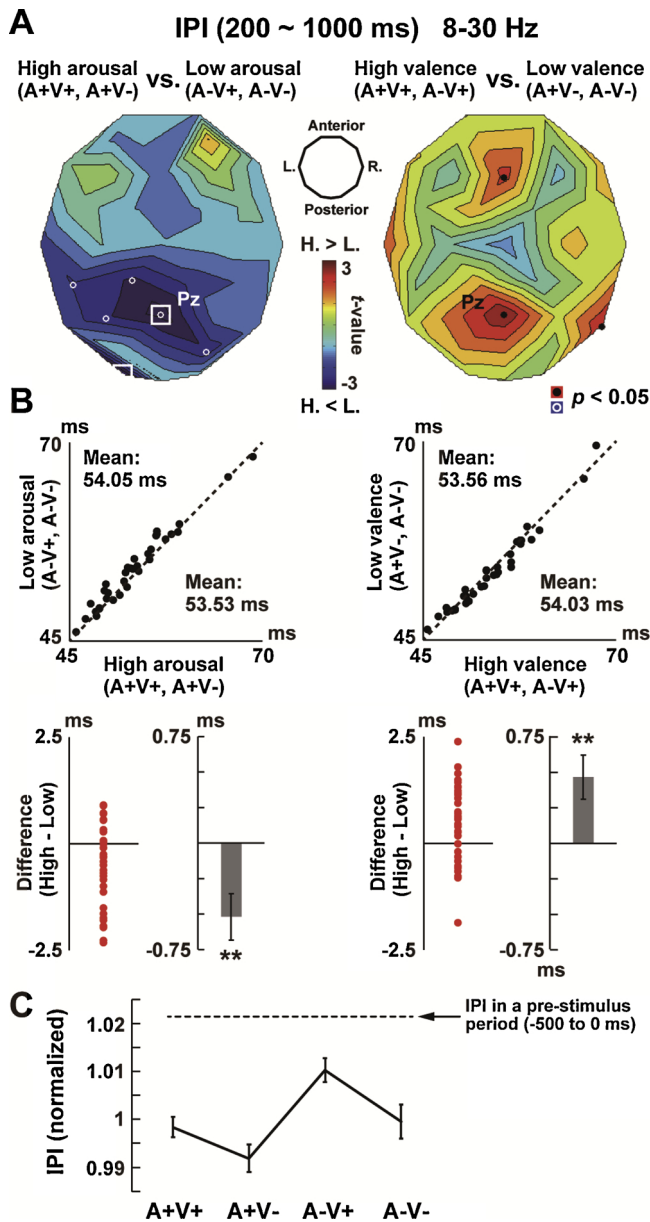 A
IPI (200 ~ 1000 ms) 8-30 Hz
High arousal
(A+V+, A+V-)
vs.
Low arousal
(A-V+, A-V-)
High valence
(A+V+, A-V+)
vs.
Low valence
(A+V-, A-V-)
Anterior
L.
R.
Posterior
H. > L.
3
t-value
-3
H. < L.
Pz
Pz
p < 0.05
B
ms
70
Mean:
54.05 ms
Mean:
53.53 ms
Low arousal
(A-V+, A-V-)
45
ms
45
70
High arousal
(A+V+, A+V-)
ms
70
Mean:
53.56 ms
Mean:
54.03 ms
Low valence
(A+V-, A-V-)
45
ms
45
70
High valence
(A+V+, A-V+)
ms
2.5
0.75
Difference
(High - Low)
-2.5
-0.75
**
ms
2.5
0.75
**
Difference
(High - Low)
-2.5
-0.75
ms
C
IPI in a pre-stimulus
period (-500 to 0 ms)
IPI (normalized)
1.02
1.01
1
0.99
A+V+
A+V-
A-V+
A-V-